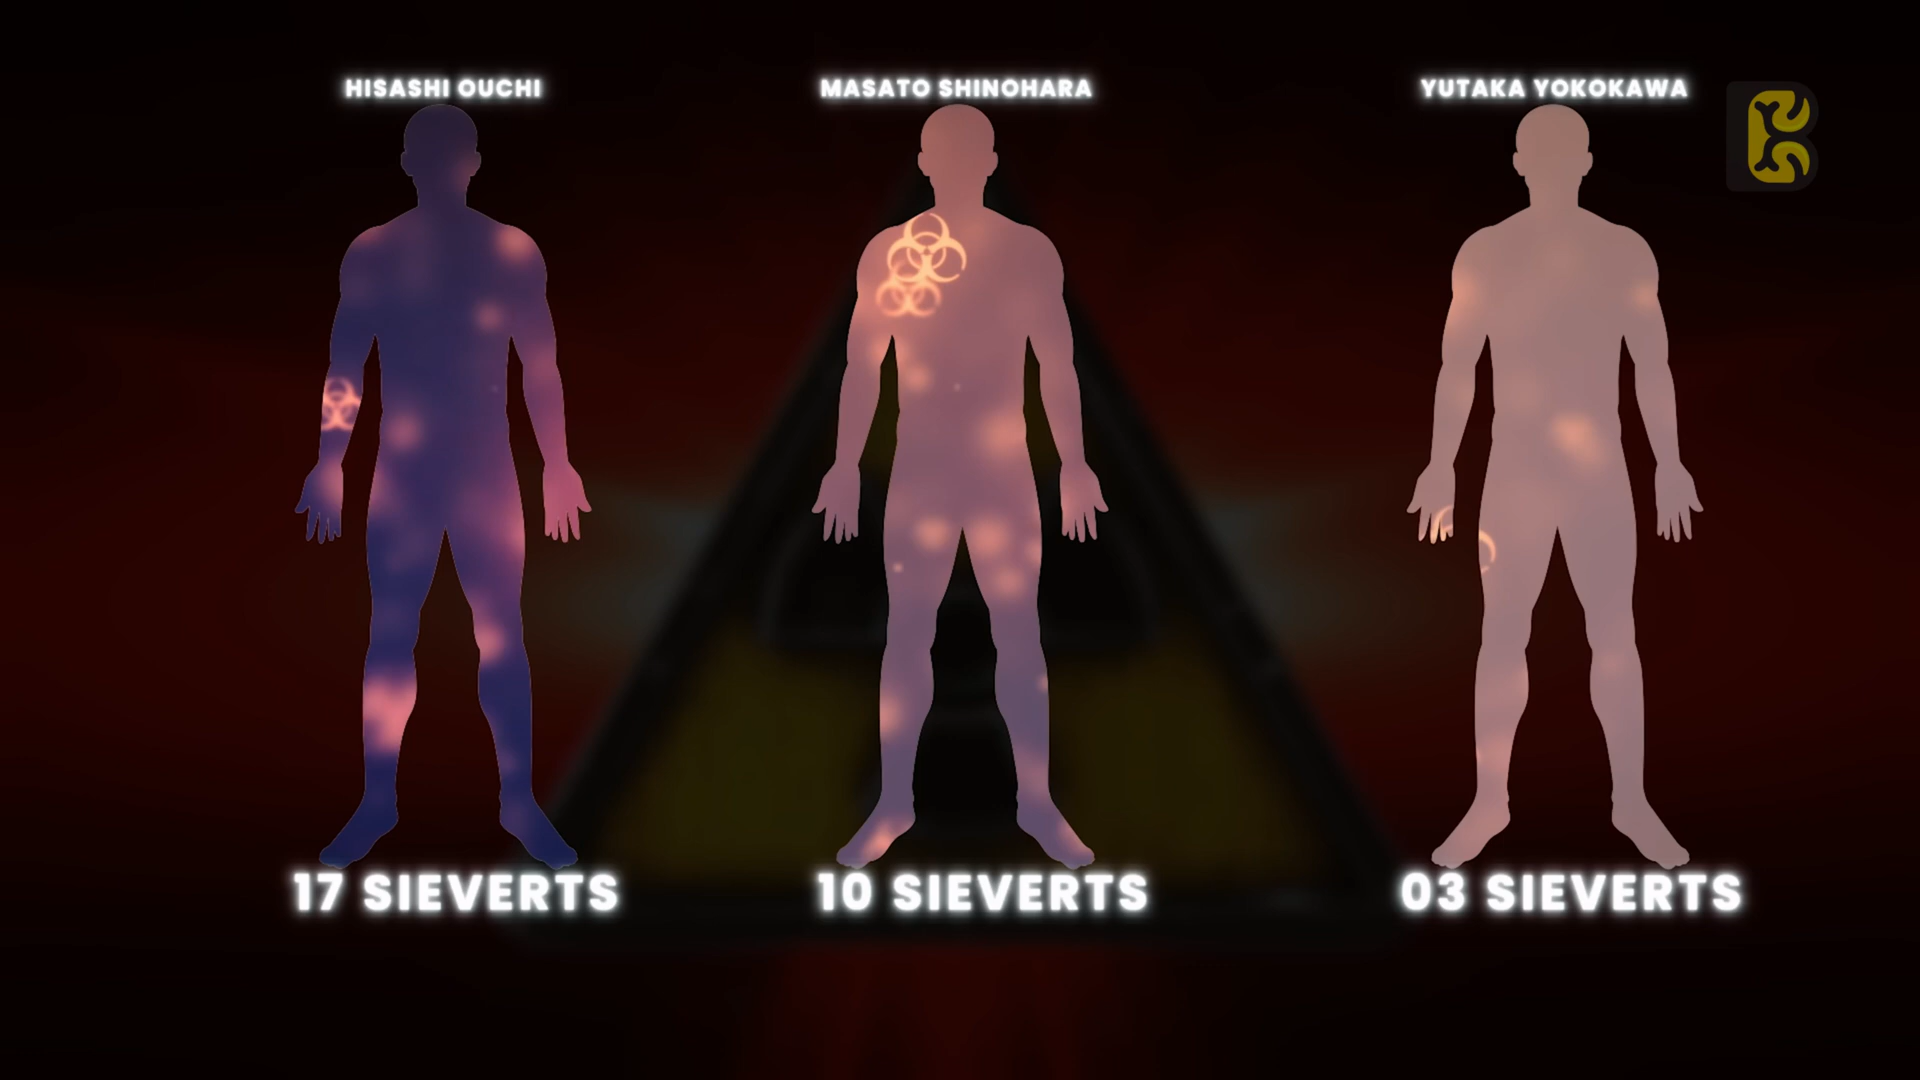 HISASHI OUCHI
MASATO SHINOHARA
YUTAKA YOKOKAWA
17 SIEVERTS
10 SIEVERTS
03 SIEVERTS